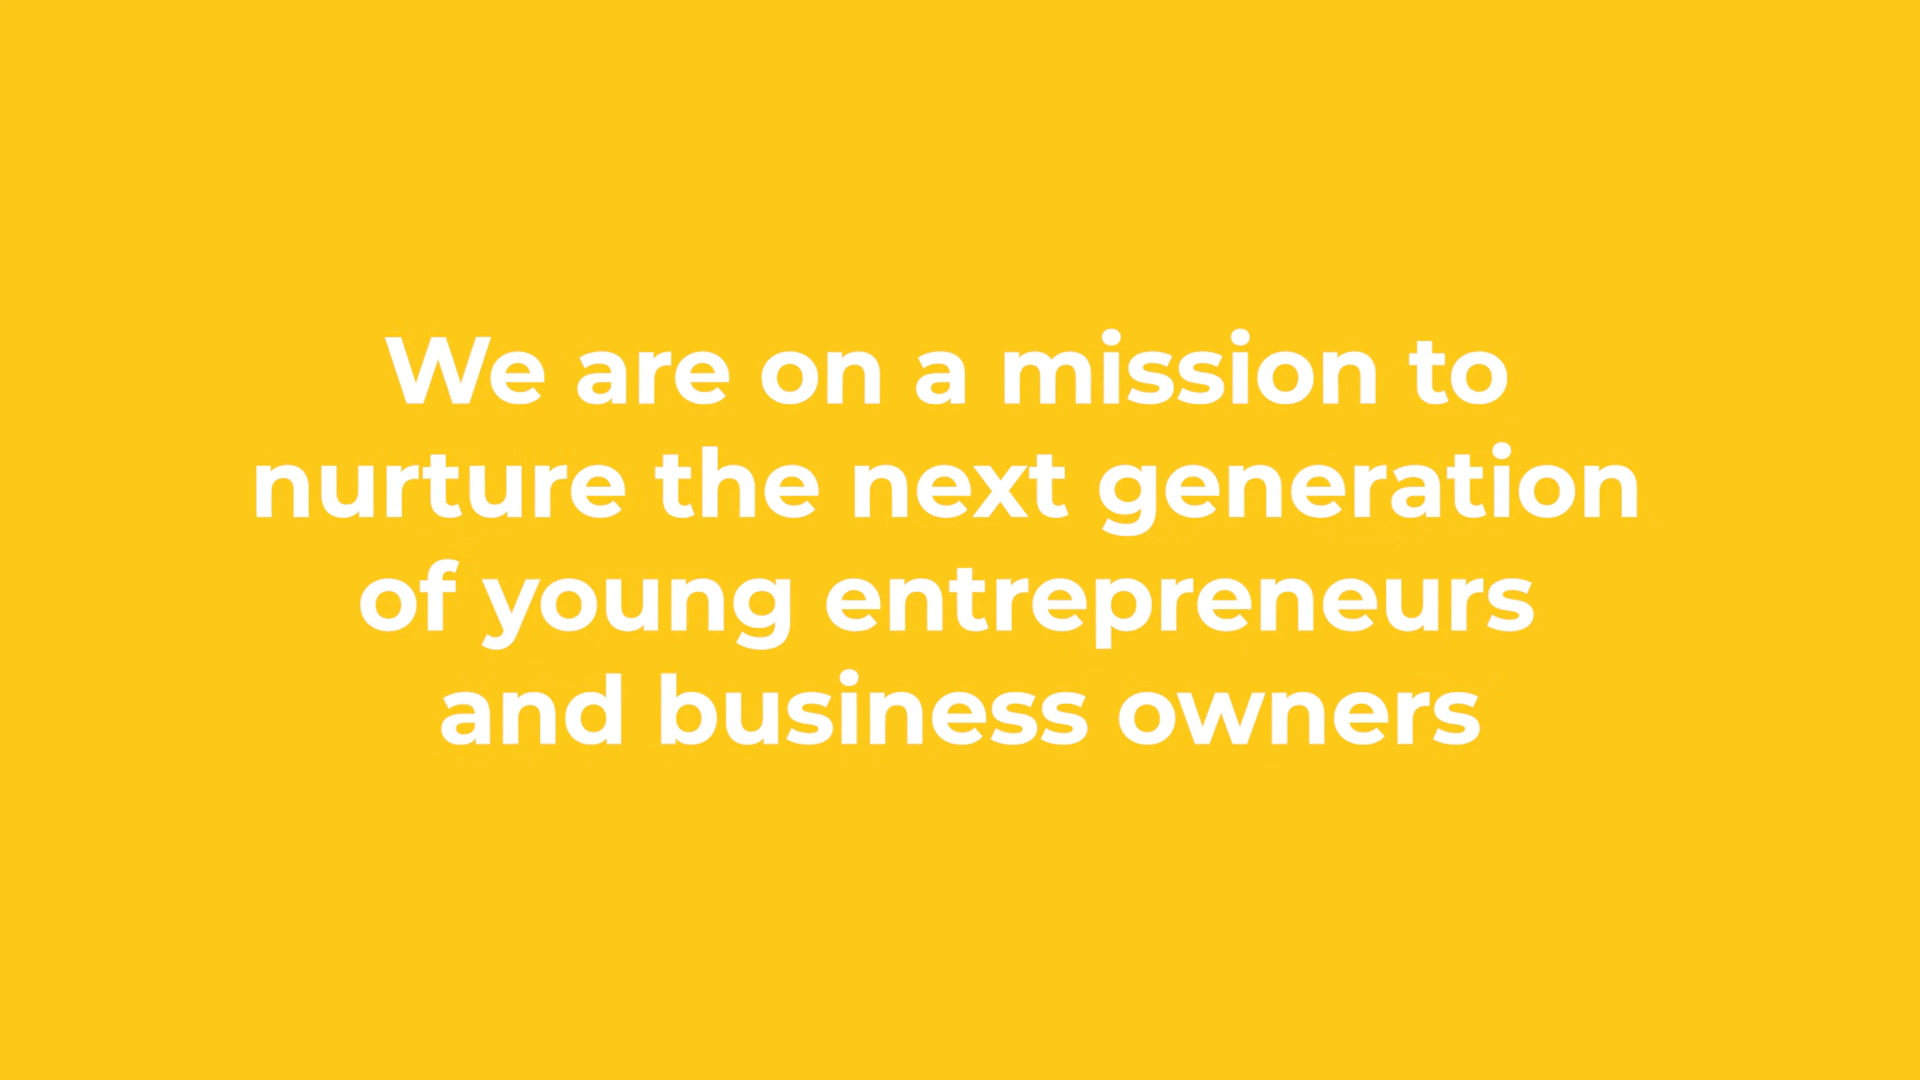 We are on a mission to
nurture the next generation
of young entrepreneurs
and business owners